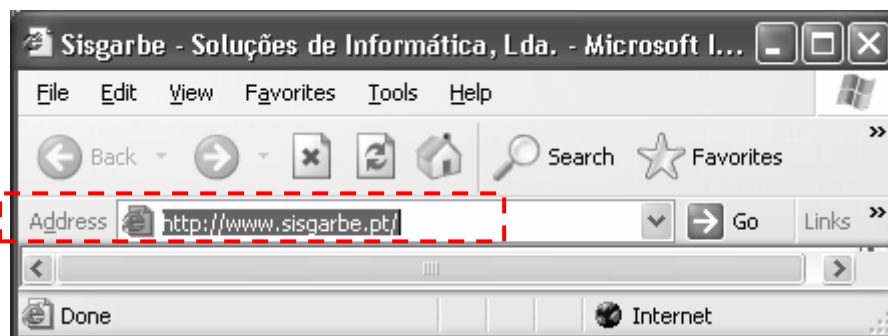 Sisgarbe - Soluções de Informática, Lda. - Microsoft I...
File Edit View Favorites Tools Help
Back Search Favorites »
Address http://www.sisgarbe.pt/ Go Links »
Done Internet